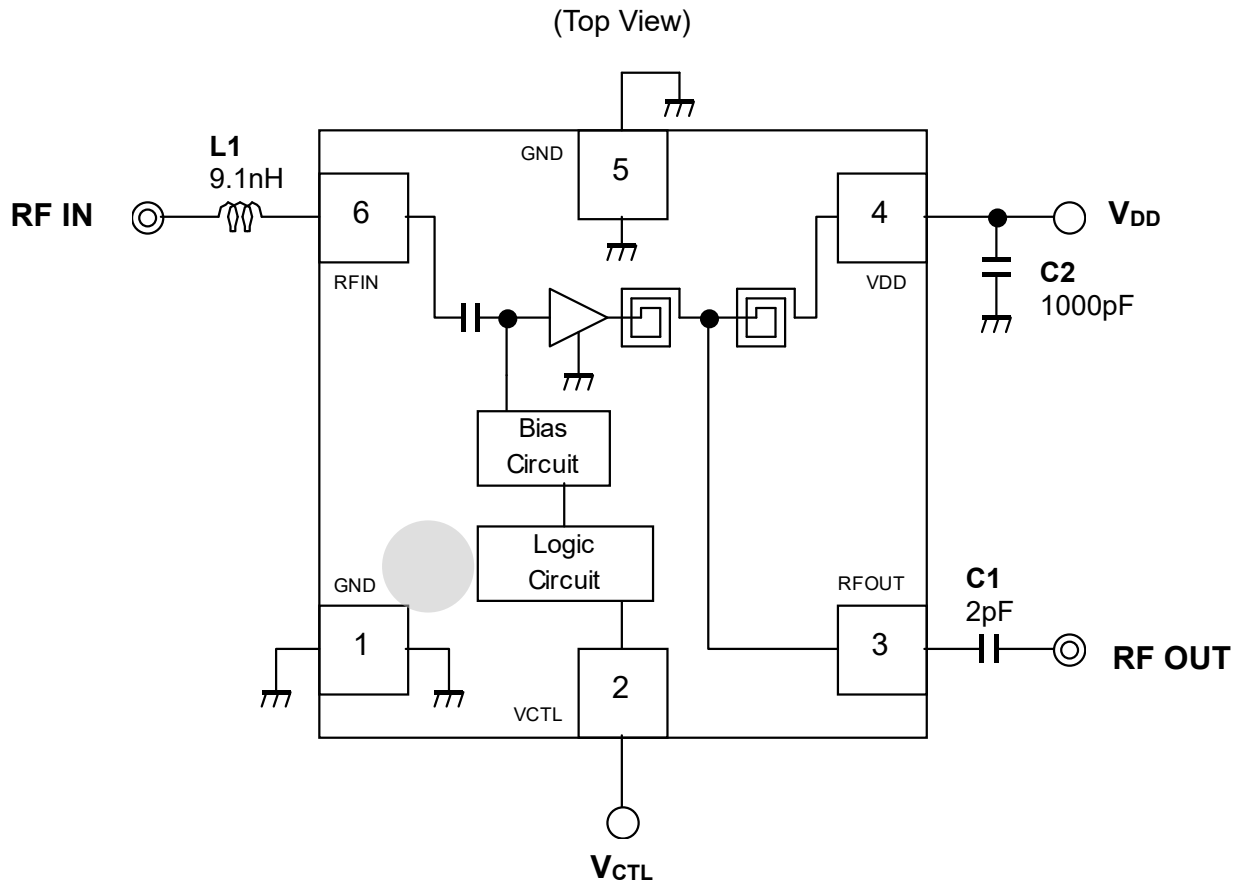 (Top View)
L1
9.1nH
RF IN
6
RFIN
GND
5
4
VDD
VDD
C2
1000pF
Bias
Circuit
Logic
Circuit
GND
1
VCTL
2
RFOUT
3
C1
2pF
RF OUT
VCTL